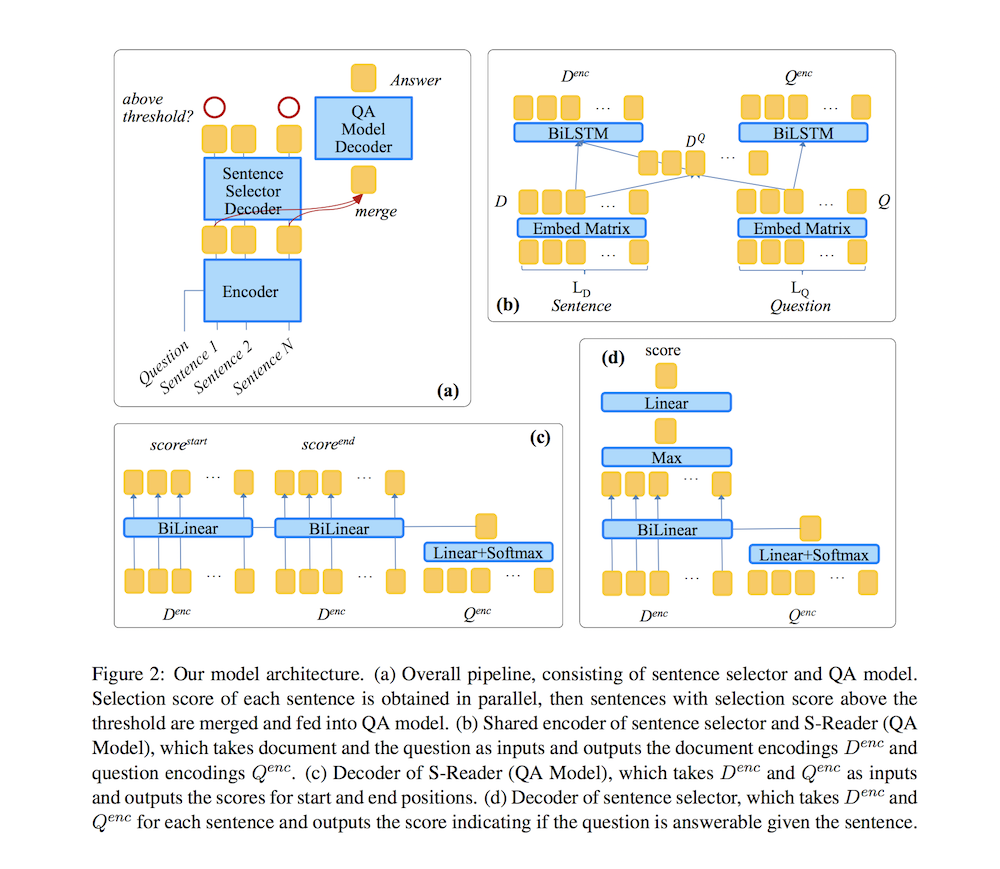 above
threshold?
Answer
QA
Model
Decoder
Sentence
Selector
Decoder
merge
Encoder
Question
Sentence 1
Sentence 2
Sentence N
(a)
D^enc
Q^enc
BiLSTM
BiLSTM
D^Q
...
...
...
D
...
...
Q
Embed Matrix
Embed Matrix
...
...
L_D
L_Q
Sentence
Question
(b)
score^start
score^end
(c)
...
...
BiLinear
BiLinear
Linear+Softmax
...
...
...
D^enc
D^enc
Q^enc
(d)
score
Linear
Max
...
BiLinear
Linear+Softmax
...
...
D^enc
Q^enc
Figure 2: Our model architecture. (a) Overall pipeline, consisting of sentence selector and QA model.
Selection score of each sentence is obtained in parallel, then sentences with selection score above the
threshold are merged and fed into QA model. (b) Shared encoder of sentence selector and S-Reader (QA
Model), which takes document and the question as inputs and outputs the document encodings D^enc and
question encodings Q^enc. (c) Decoder of S-Reader (QA Model), which takes D^enc and Q^enc as inputs
and outputs the scores for start and end positions. (d) Decoder of sentence selector, which takes D^enc and
Q^enc for each sentence and outputs the score indicating if the question is answerable given the sentence.